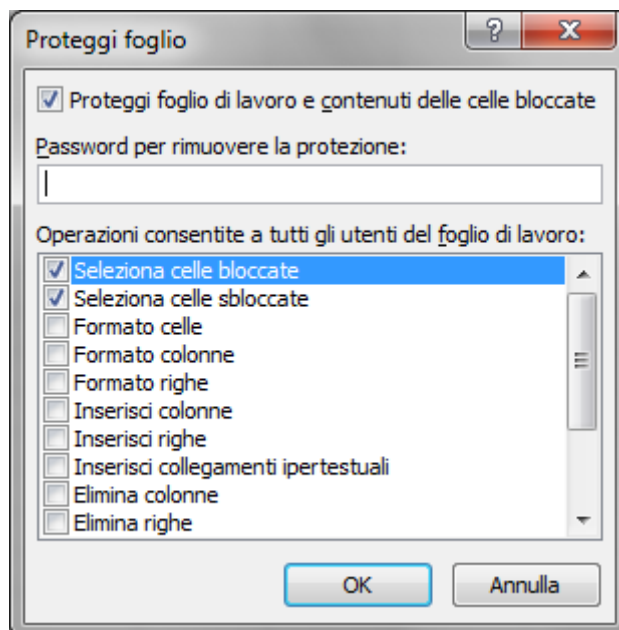 Proteggi foglio
Proteggi foglio di lavoro e contenuti delle celle bloccate
Password per rimuovere la protezione:
Operazioni consentite a tutti gli utenti del foglio di lavoro:
Seleziona celle bloccate
Seleziona celle sbloccate
Formato celle
Formato colonne
Formato righe
Inserisci colonne
Inserisci righe
Inserisci collegamenti ipertestuali
Elimina colonne
Elimina righe
OK Annulla